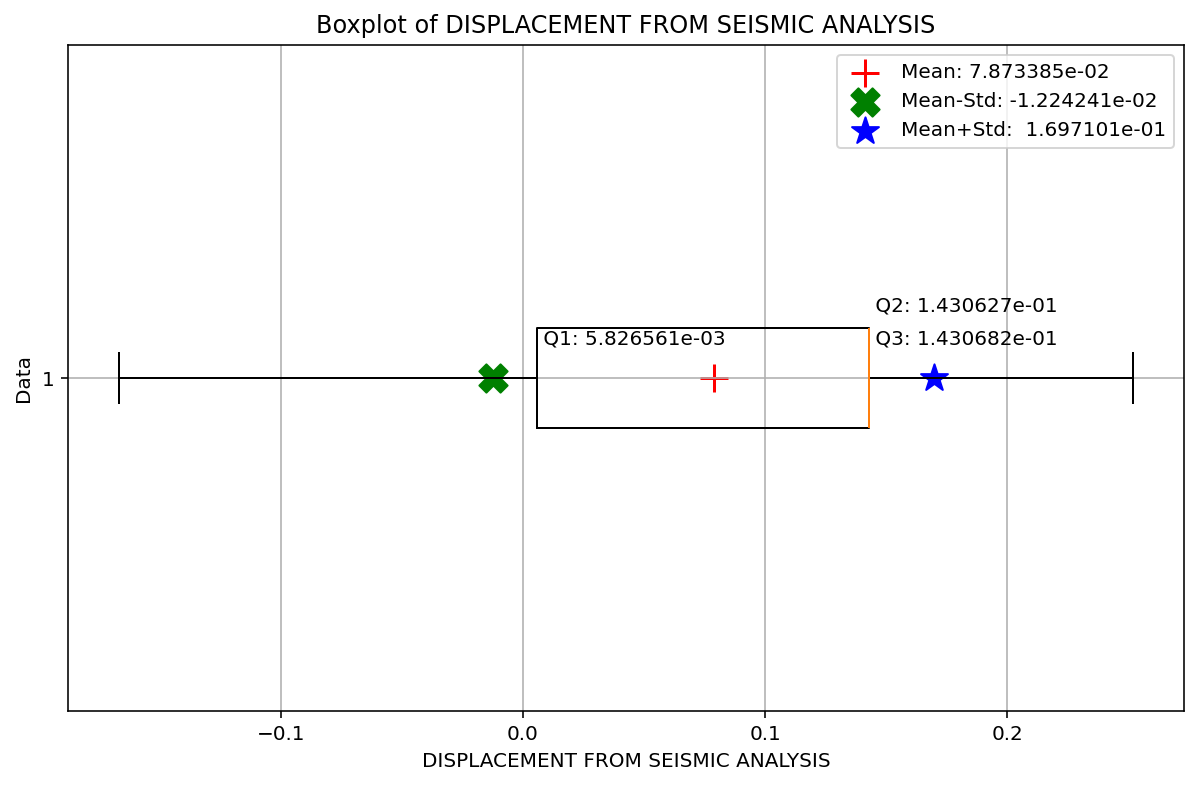 Boxplot of DISPLACEMENT FROM SEISMIC ANALYSIS
Mean: 7.873385e-02
Mean-Std: -1.224241e-02
Mean+Std:  1.697101e-01
Q2: 1.430627e-01
Q1: 5.826561e-03
Q3: 1.430682e-01
Data
1
−0.1
0.0
0.1
0.2
DISPLACEMENT FROM SEISMIC ANALYSIS